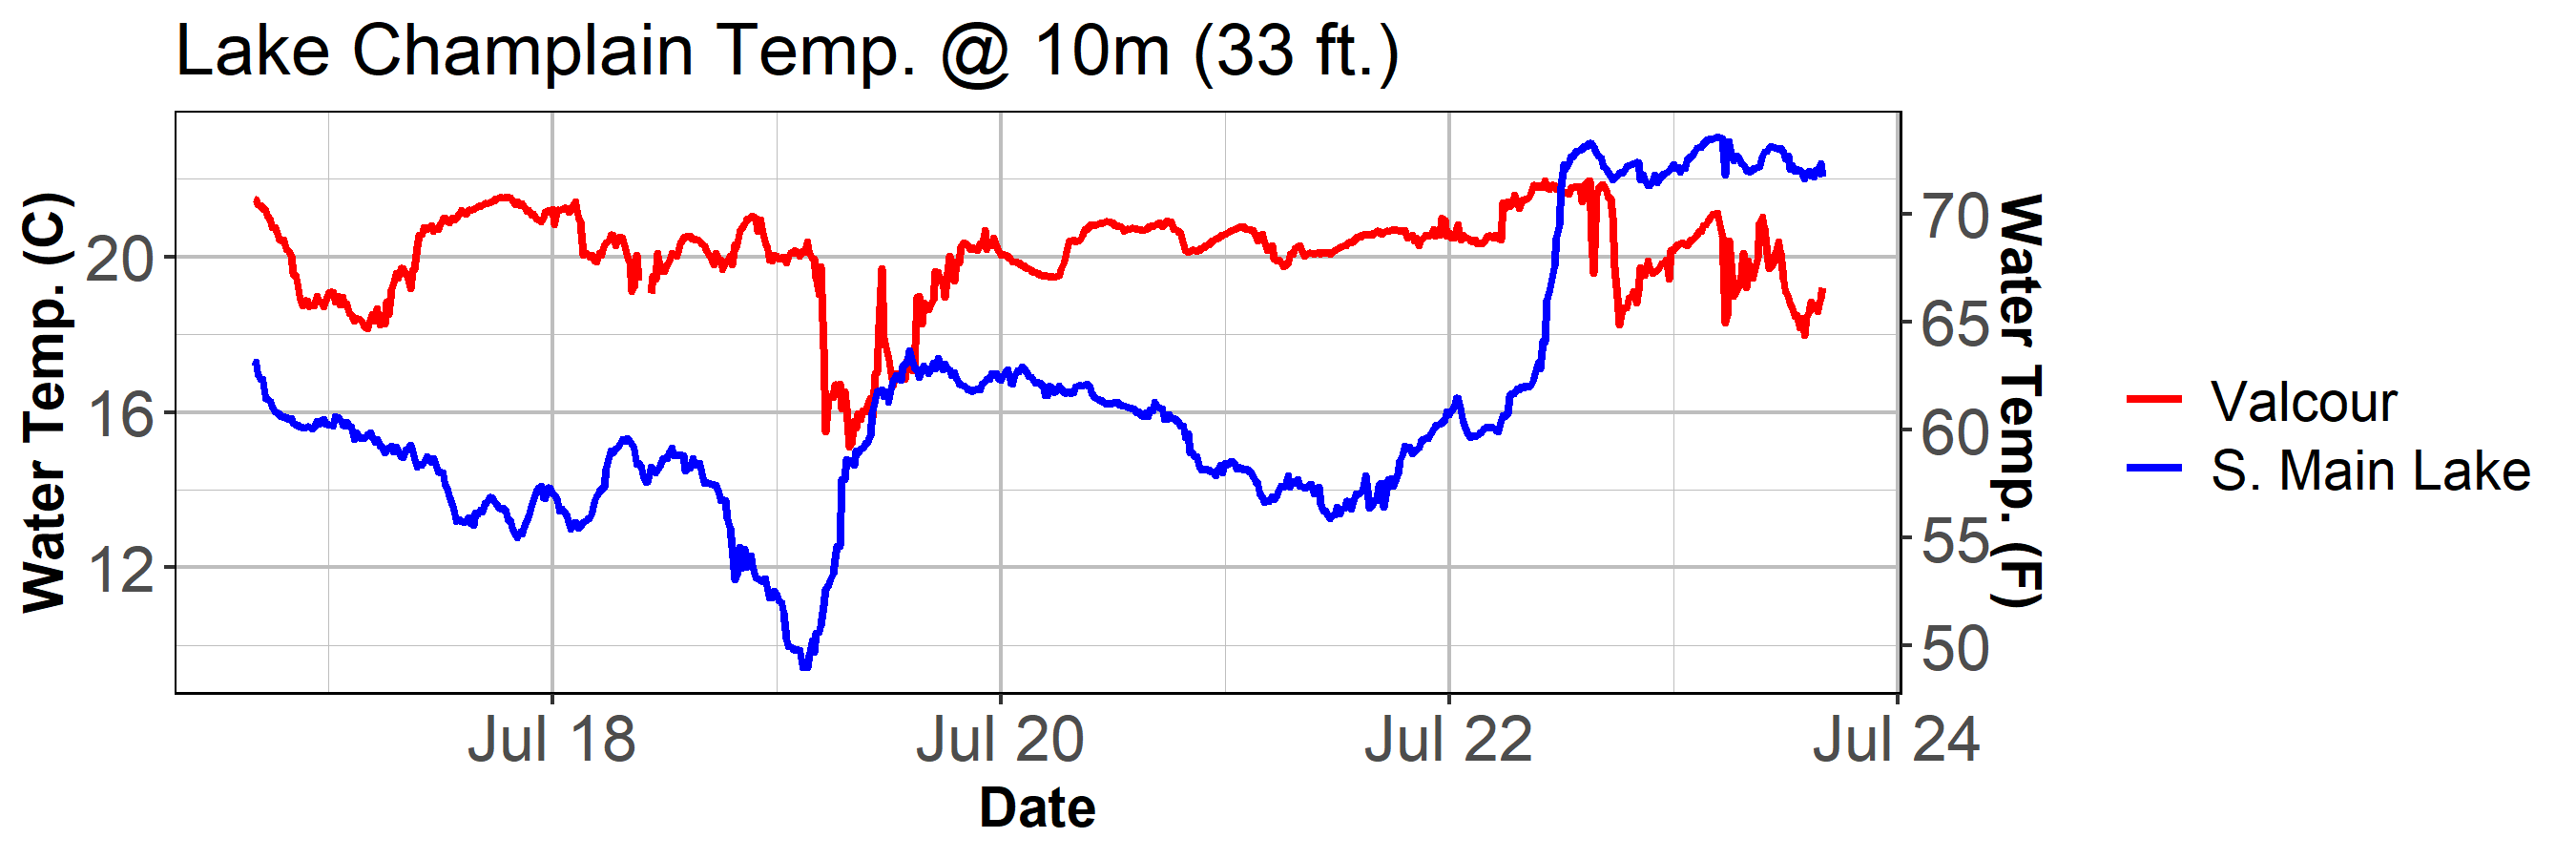 Lake Champlain Temp. @ 10m (33 ft.)
Water Temp. (C)
20
16
12
70
65
60
55
50
Water Temp. (F)
Jul 18
Jul 20
Jul 22
Jul 24
Date
Valcour
S. Main Lake